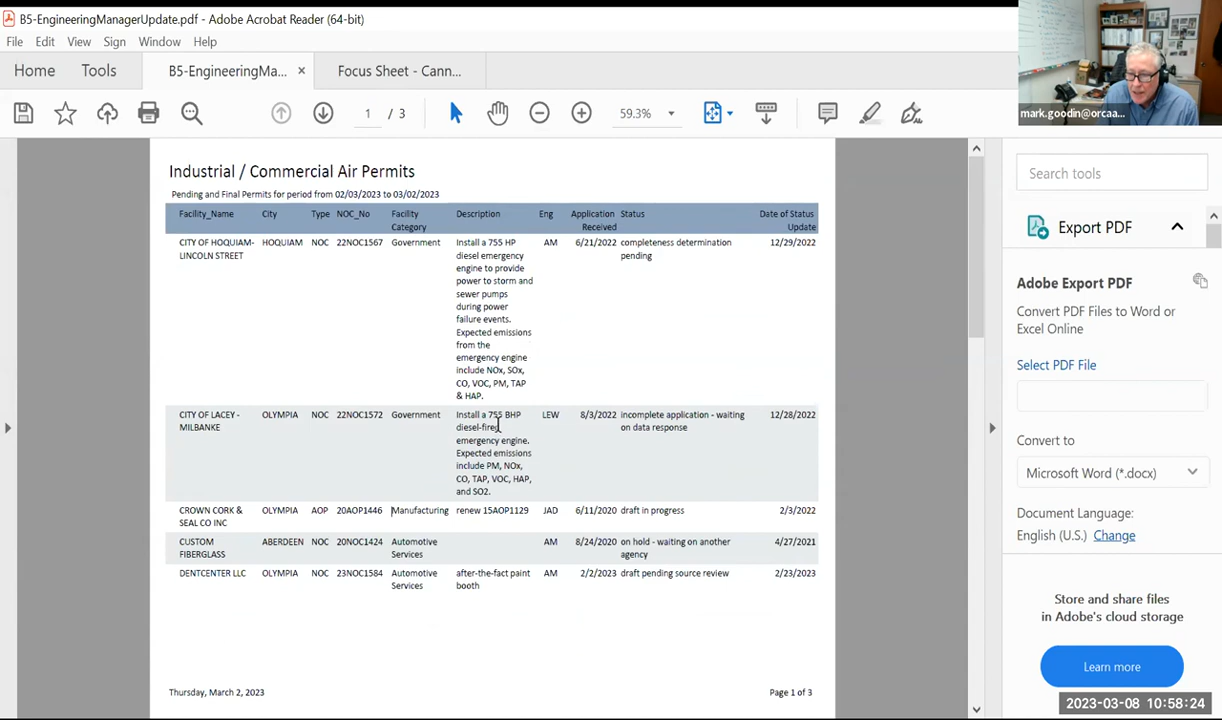 B5-EngineeringManagerUpdate.pdf - Adobe Acrobat Reader (64-bit)
File Edit View Sign Window Help
Home Tools B5-EngineeringMa... × Focus Sheet - Cann...
1 / 3 59.3%
mark.goodin@orcaa...
Industrial / Commercial Air Permits
Pending and Final Permits for period from 02/03/2023 to 03/02/2023
Facility_Name City Type NOC_No Facility Description Eng Application Status Date of Status
Category Received Update
CITY OF HOQUIAM- HOQUIAM NOC 22NOC1567 Government Install a 755 HP AM 6/21/2022 completeness determination 12/29/2022
LINCOLN STREET diesel emergency pending
engine to provide
power to storm and
sewer pumps
during power
failure events.
Expected emissions
from the
emergency engine
include NOx, SOx,
CO, VOC, PM, TAP
& HAP.
CITY OF LACEY - OLYMPIA NOC 22NOC1572 Government Install a 755 BHP LEW 8/3/2022 incomplete application - waiting 12/28/2022
MILBANKE diesel-fired on data response
emergency engine.
Expected emissions
include PM, NOx,
CO, TAP, VOC, HAP,
and SO2.
CROWN CORK & OLYMPIA AOP 20AOP1446 Manufacturing renew 15AOP1129 JAD 6/11/2020 draft in progress 2/3/2022
SEAL CO INC
CUSTOM ABERDEEN NOC 20NOC1424 Automotive AM 8/24/2020 on hold - waiting on another 4/27/2021
FIBERGLASS Services agency
DENTCENTER LLC OLYMPIA NOC 23NOC1584 Automotive after-the-fact paint AM 2/2/2023 draft pending source review 2/23/2023
Services booth
Thursday, March 2, 2023 Page 1 of 3
Search tools
Export PDF
Adobe Export PDF
Convert PDF Files to Word or
Excel Online
Select PDF File
Convert to
Microsoft Word (*.docx)
Document Language:
English (U.S.) Change
Store and share files
in Adobe's cloud storage
Learn more
2023-03-08 10:58:24